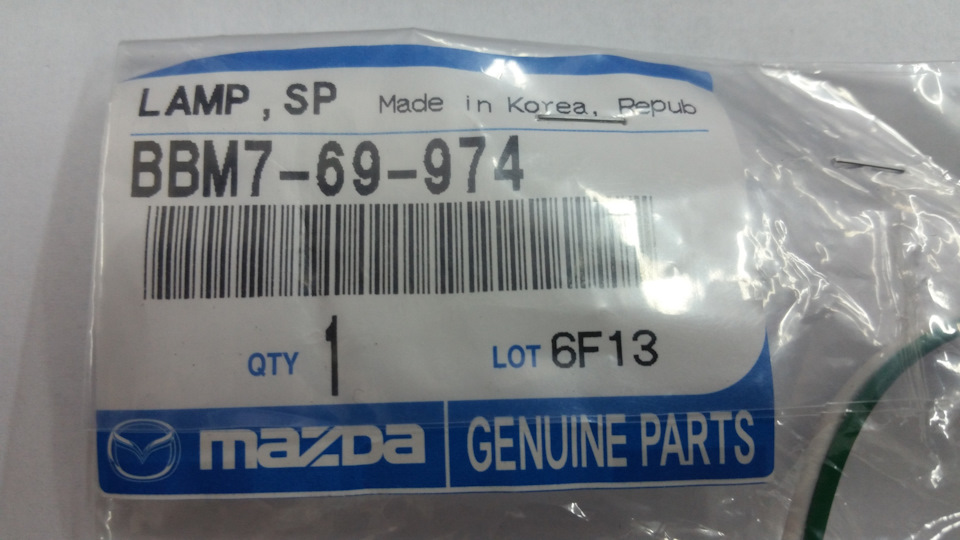 LAMP,SP Made in Korea, Repub
BBM7-69-974
QTY 1 LOT 6F13
mazda GENUINE PARTS